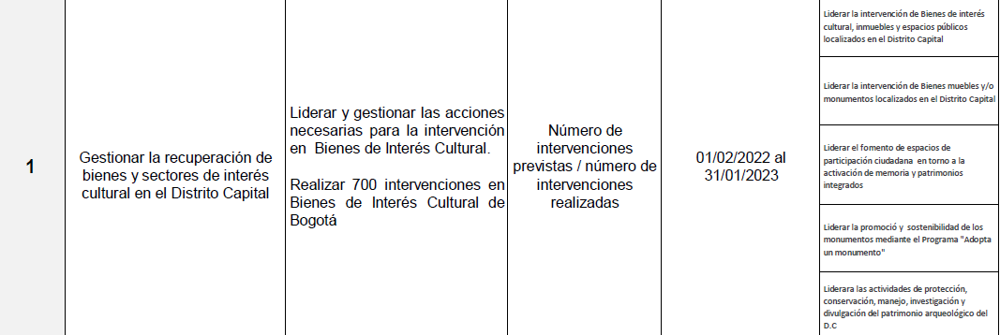 1
Gestionar la recuperación de
bienes y sectores de interés
cultural en el Distrito Capital
Liderar y gestionar las acciones
necesarias para la intervención
en Bienes de Interés Cultural.
Realizar 700 intervenciones en
Bienes de Interés Cultural de
Bogotá
Número de
intervenciones
previstas / número de
intervenciones
realizadas
01/02/2022 al
31/01/2023
Liderar la intervención de Bienes de interés
cultural, inmuebles y espacios públicos
localizados en el Distrito Capital
Liderar la intervención de Bienes muebles y/o
monumentos localizados en el Distrito Capital
Liderar el fomento de espacios de
participación ciudadana en torno a la
activación de memoria y patrimonios
integrados
Liderar la promoció y sostenibilidad de los
monumentos mediante el Programa "Adopta
un monumento"
Liderara las actividades de protección,
conservación, manejo, investigación y
divulgación del patrimonio arqueológico del
D.C